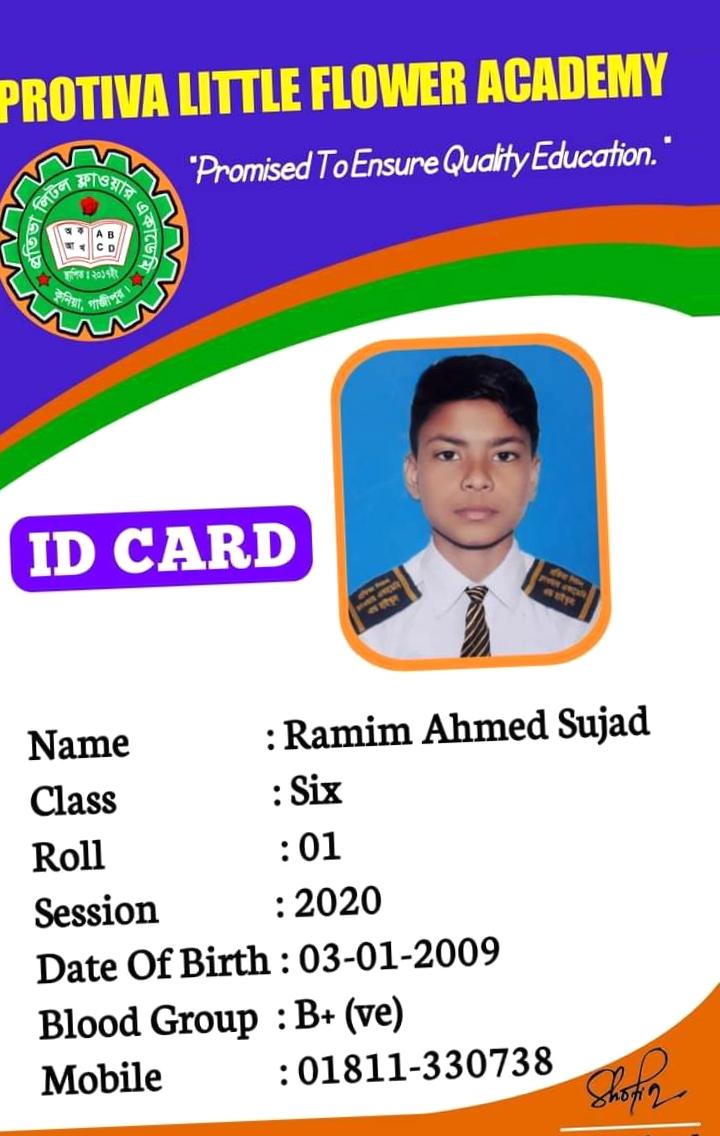 PROTIVA LITTLE FLOWER ACADEMY
"Promised To Ensure Quality Education."
প্রতিভা লিটল ফ্লাওয়ার একাডেমি
অ ক A B
আ খ C D
স্থাপিত : ২০১৭ইং
কুনিয়া, গাজীপুর।
ID CARD
Name : Ramim Ahmed Sujad
Class : Six
Roll : 01
Session : 2020
Date Of Birth : 03-01-2009
Blood Group : B+ (ve)
Mobile : 01811-330738